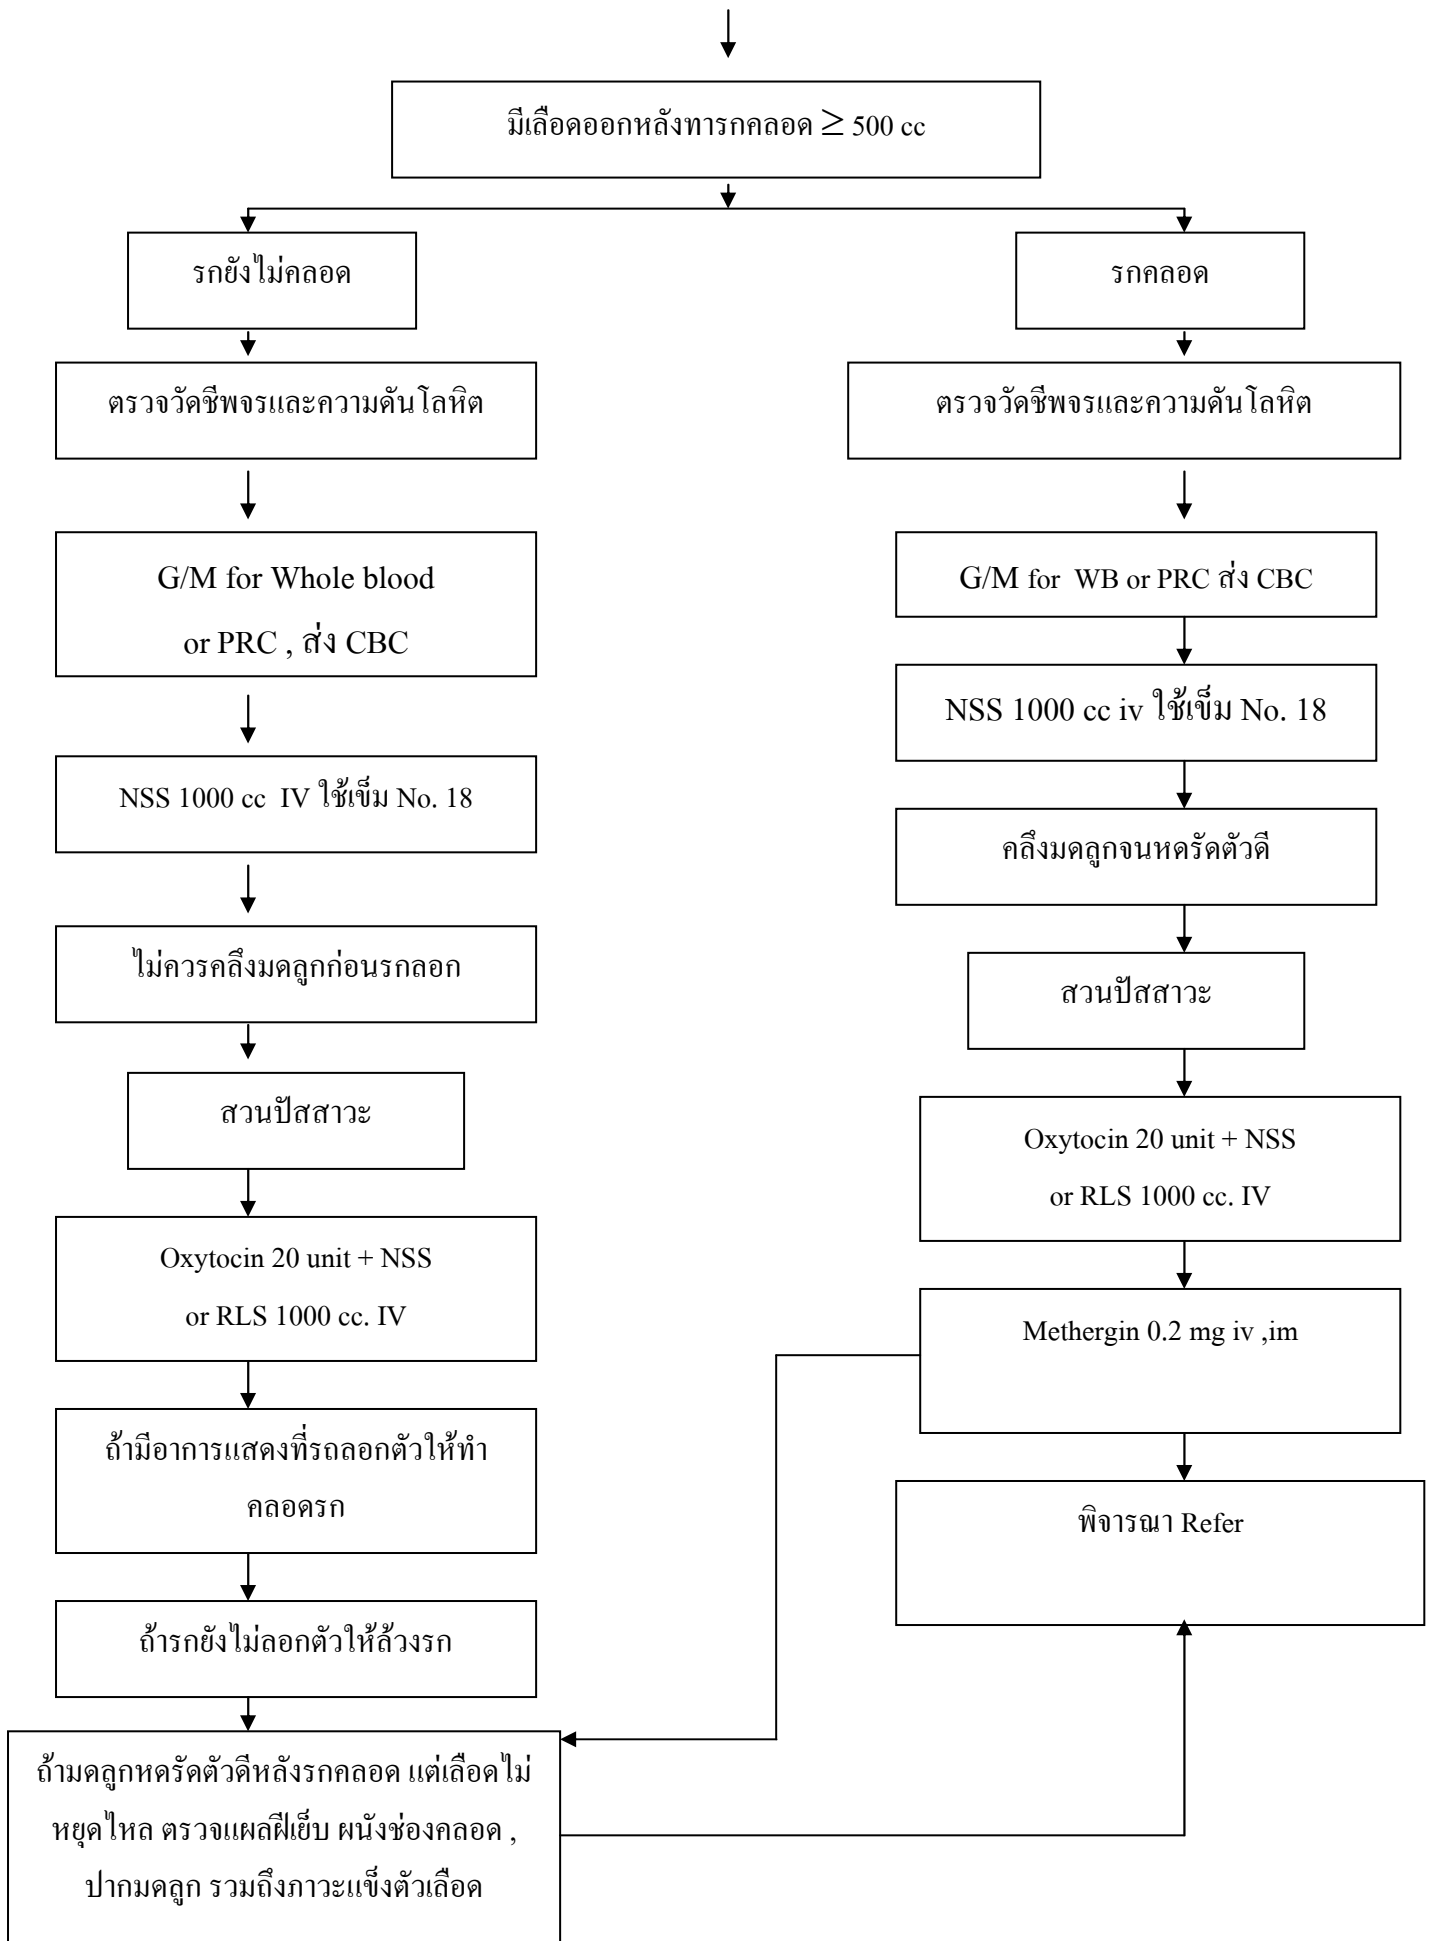 มีเลือดออกหลังทารกคลอด ≥ 500 cc
รกยังไม่คลอด
ตรวจวัดชีพจรและความดันโลหิต
G/M for Whole blood
or PRC , ส่ง CBC
NSS 1000 cc IV ใช้เข็ม No. 18
ไม่ควรคลึงมดลูกก่อนรกลอก
สวนปัสสาวะ
Oxytocin 20 unit + NSS
or RLS 1000 cc. IV
ถ้ามีอาการแสดงที่รถลอกตัวให้ทำ
คลอดรก
ถ้ารกยังไม่ลอกตัวให้ล้วงรก
ถ้ามดลูกหดรัดตัวดีหลังรกคลอด แต่เลือดไม่
หยุดไหล ตรวจแผลฝีเย็บ ผนังช่องคลอด ,
ปากมดลูก รวมถึงภาวะแข็งตัวเลือด
รกคลอด
ตรวจวัดชีพจรและความดันโลหิต
G/M for WB or PRC ส่ง CBC
NSS 1000 cc iv ใช้เข็ม No. 18
คลึงมดลูกจนหดรัดตัวดี
สวนปัสสาวะ
Oxytocin 20 unit + NSS
or RLS 1000 cc. IV
Methergin 0.2 mg iv ,im
พิจารณา Refer